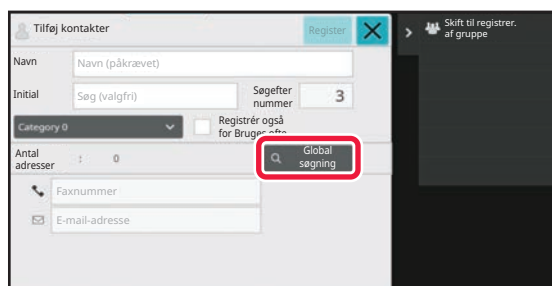 Tilføj kontakter
Register
Skift til registrer.
af gruppe
Navn
Navn (påkrævet)
Initial
Søg (valgfri)
Søgefter
nummer
3
Category 0
Registrér også
for Bruges ofte
Antal
adresser
:
0
Global
søgning
Faxnummer
E-mail-adresse